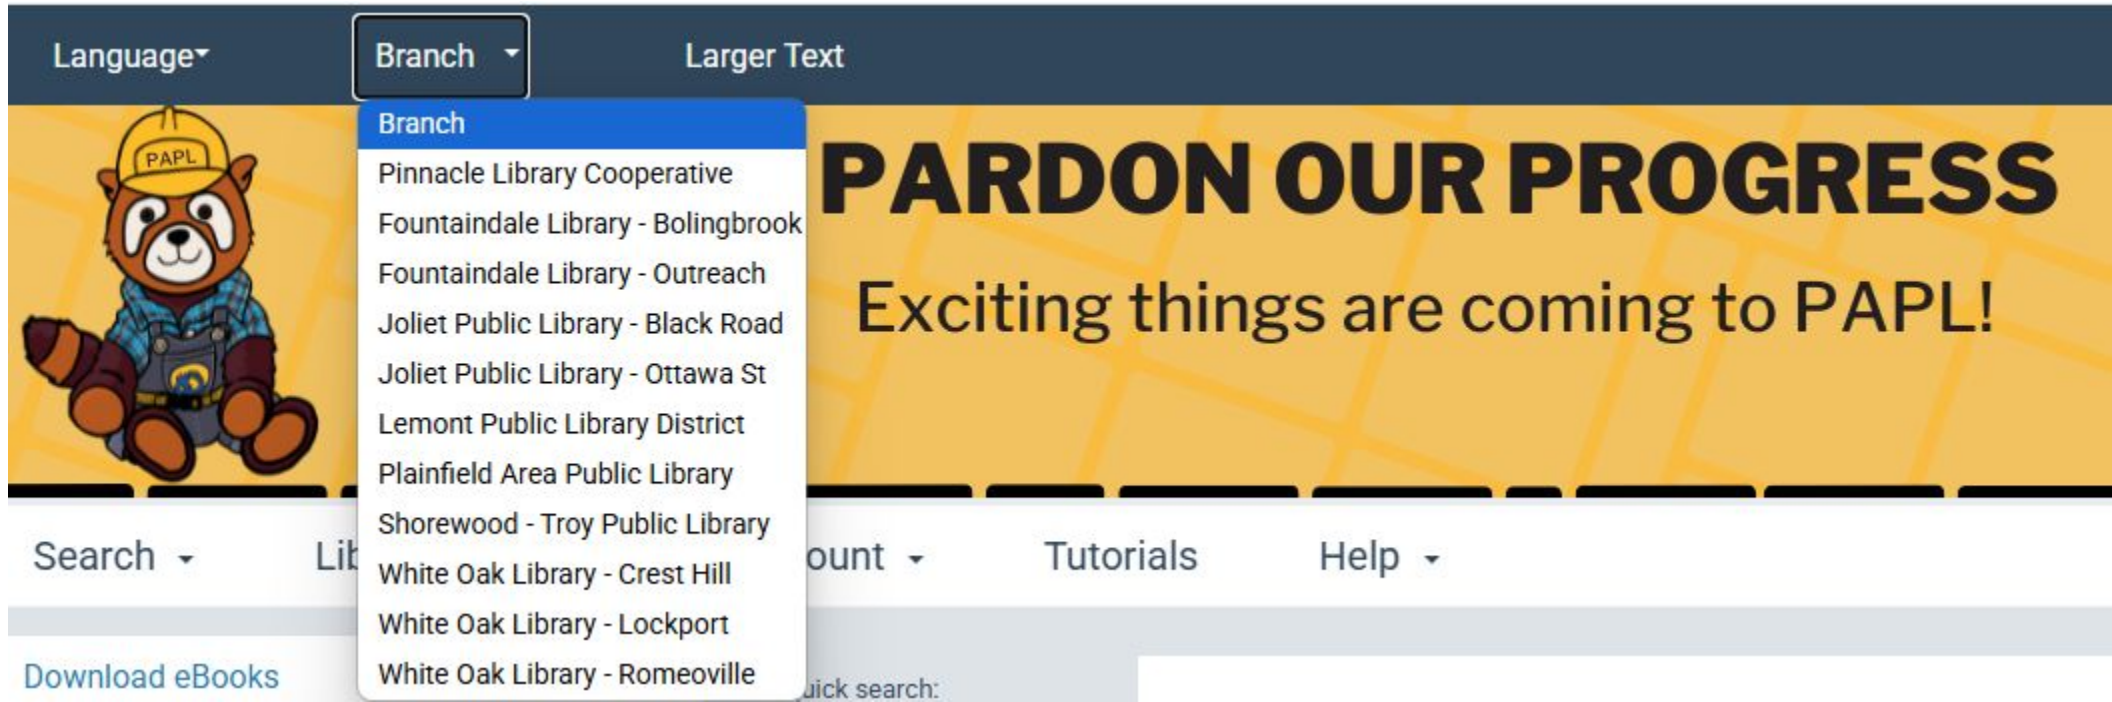 Language
Branch
Larger Text
Branch
Pinnacle Library Cooperative
Fountaindale Library - Bolingbrook
Fountaindale Library - Outreach
Joliet Public Library - Black Road
Joliet Public Library - Ottawa St
Lemont Public Library District
Plainfield Area Public Library
Shorewood - Troy Public Library
White Oak Library - Crest Hill
White Oak Library - Lockport
White Oak Library - Romeoville
PAPL
PARDON OUR PROGRESS
Exciting things are coming to PAPL!
Search
Tutorials
Help
Download eBooks
search: